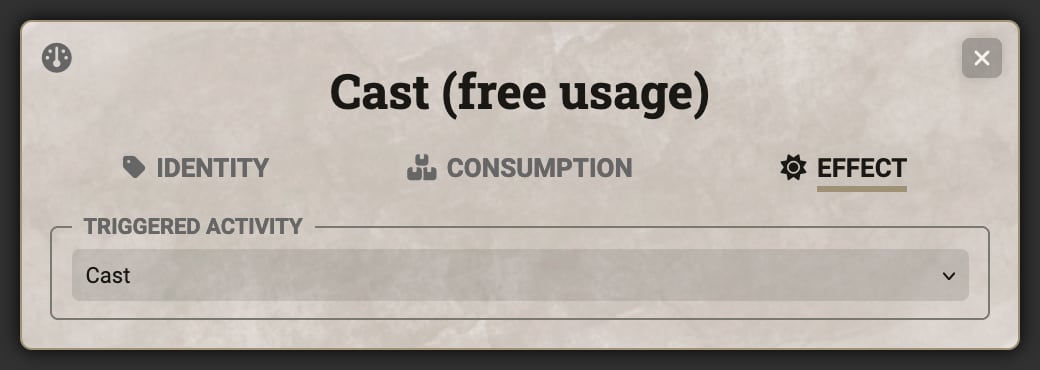 Cast (free usage)
IDENTITY
CONSUMPTION
EFFECT
TRIGGERED ACTIVITY
Cast